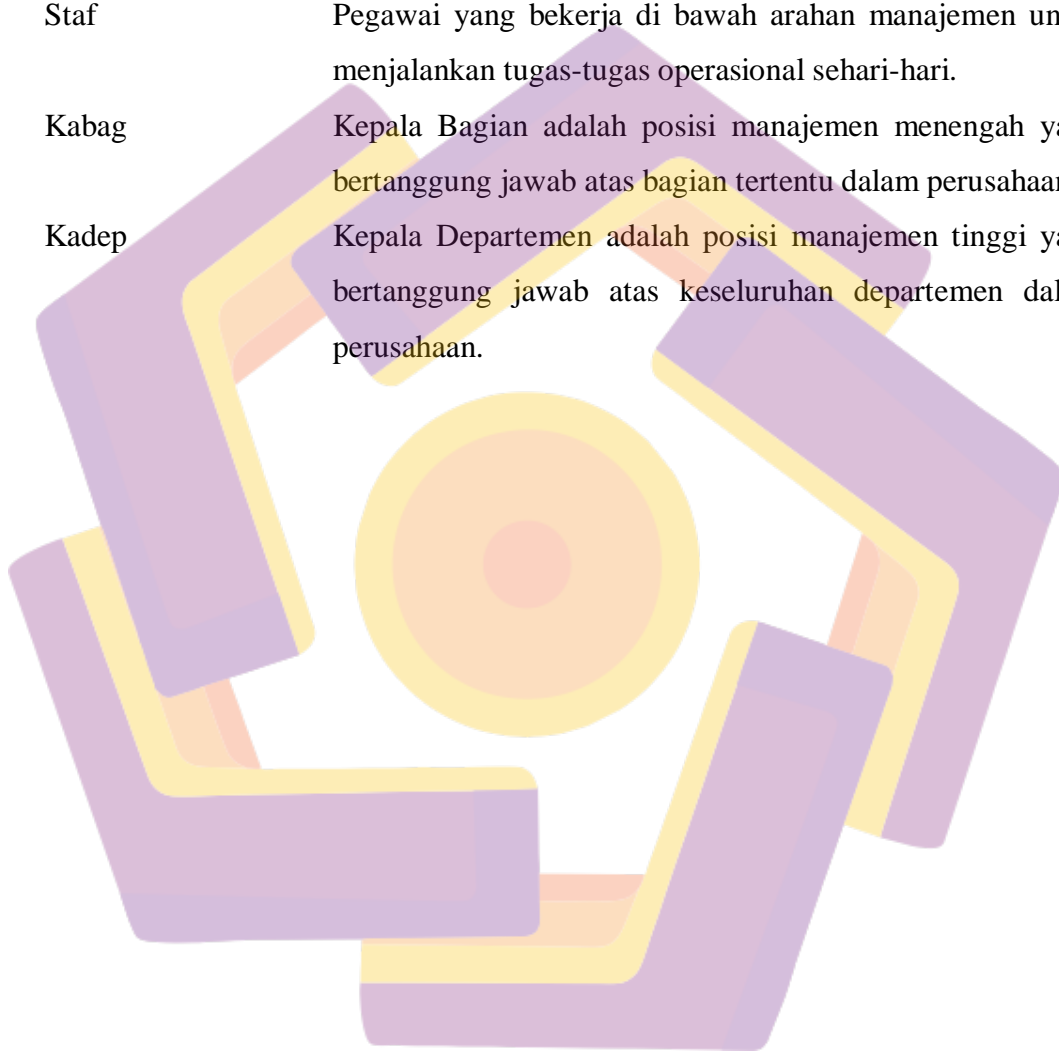 Staf Pegawai yang bekerja di bawah arahan manajemen
menjalankan tugas-tugas operasional sehari-hari.
Kabag Kepala Bagian adalah posisi manajemen menengah
bertanggung jawab atas bagian tertentu dalam perusahaan
Kadep Kepala Departemen adalah posisi manajemen tinggi
bertanggung jawab atas keseluruhan departemen
perusahaan.